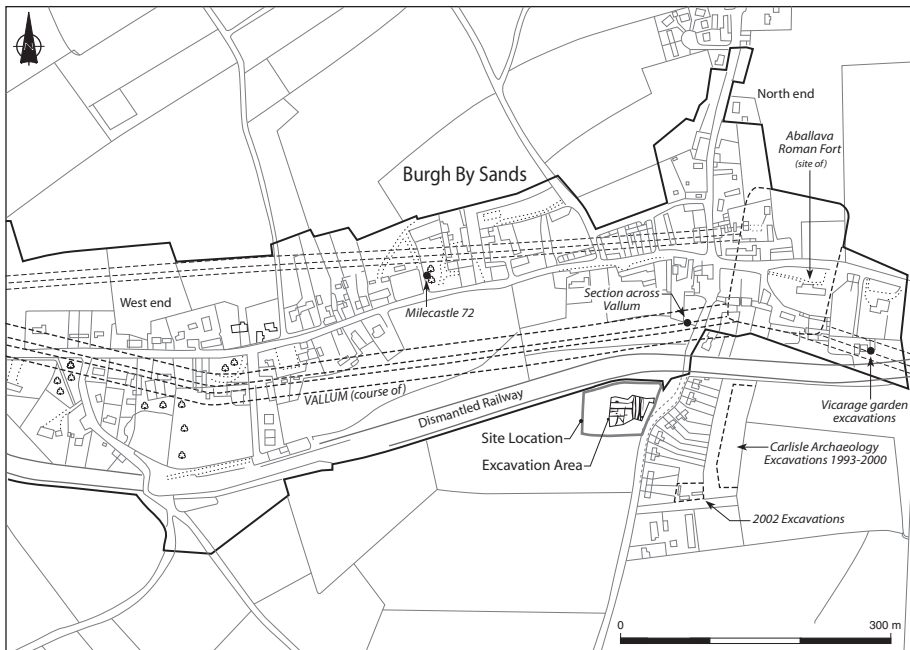 N
North end
Aballava
Roman Fort
(site of)
Burgh By Sands
West end
Milecastle 72
Section across
Vallum
VALLUM (course of)
Dismantled Railway
Vicarage garden
excavations
Site Location
Excavation Area
Carlisle Archaeology
Excavations 1993-2000
2002 Excavations
0
300 m